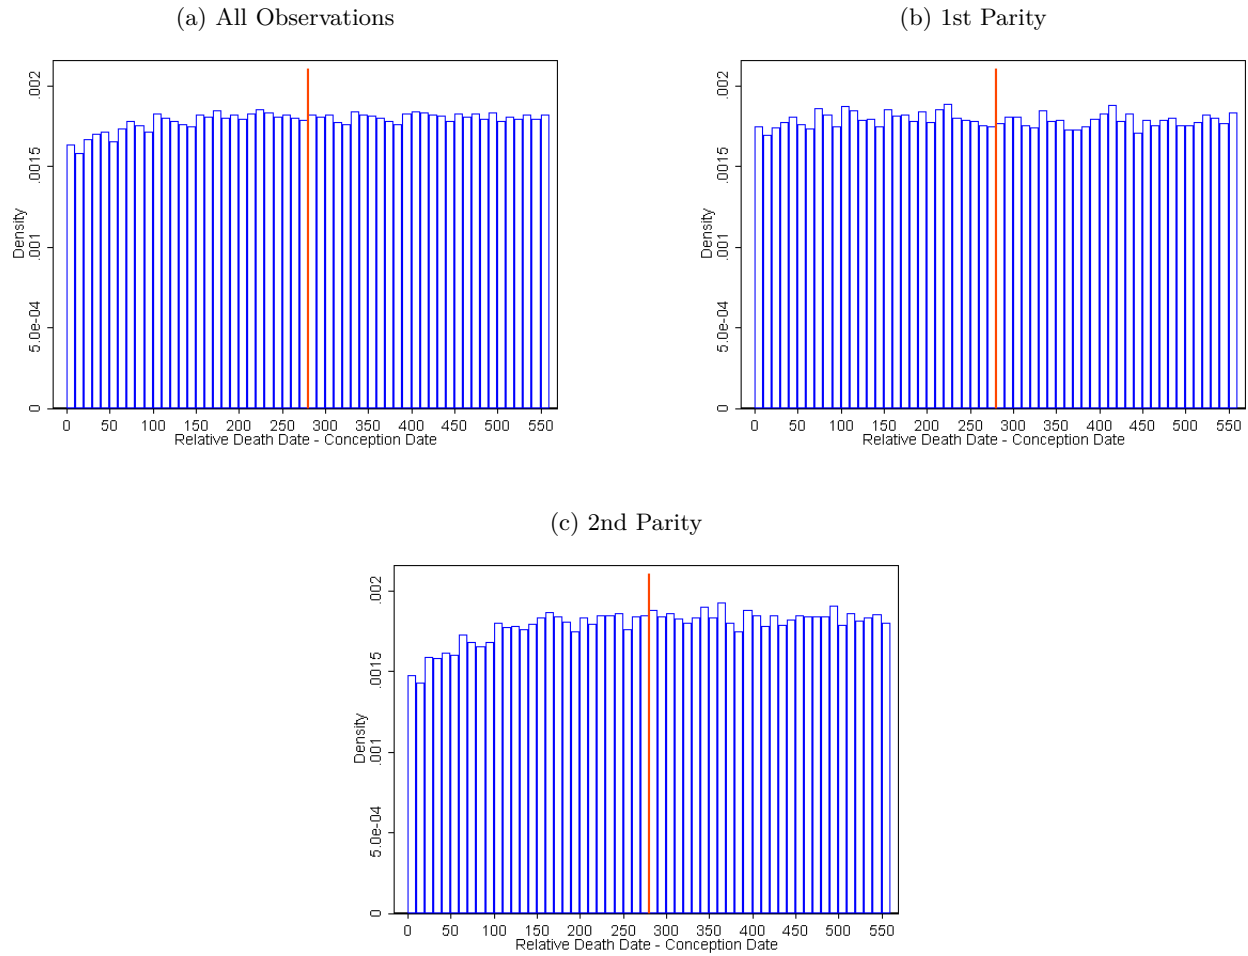 (a) All Observations
(b) 1st Parity
Density
0 5.0e-04 .001 .0015 .002
0 50 100 150 200 250 300 350 400 450 500 550
Relative Death Date - Conception Date
Density
0 5.0e-04 .001 .0015 .002
0 50 100 150 200 250 300 350 400 450 500 550
Relative Death Date - Conception Date
(c) 2nd Parity
Density
0 5.0e-04 .001 .0015 .002
0 50 100 150 200 250 300 350 400 450 500 550
Relative Death Date - Conception Date